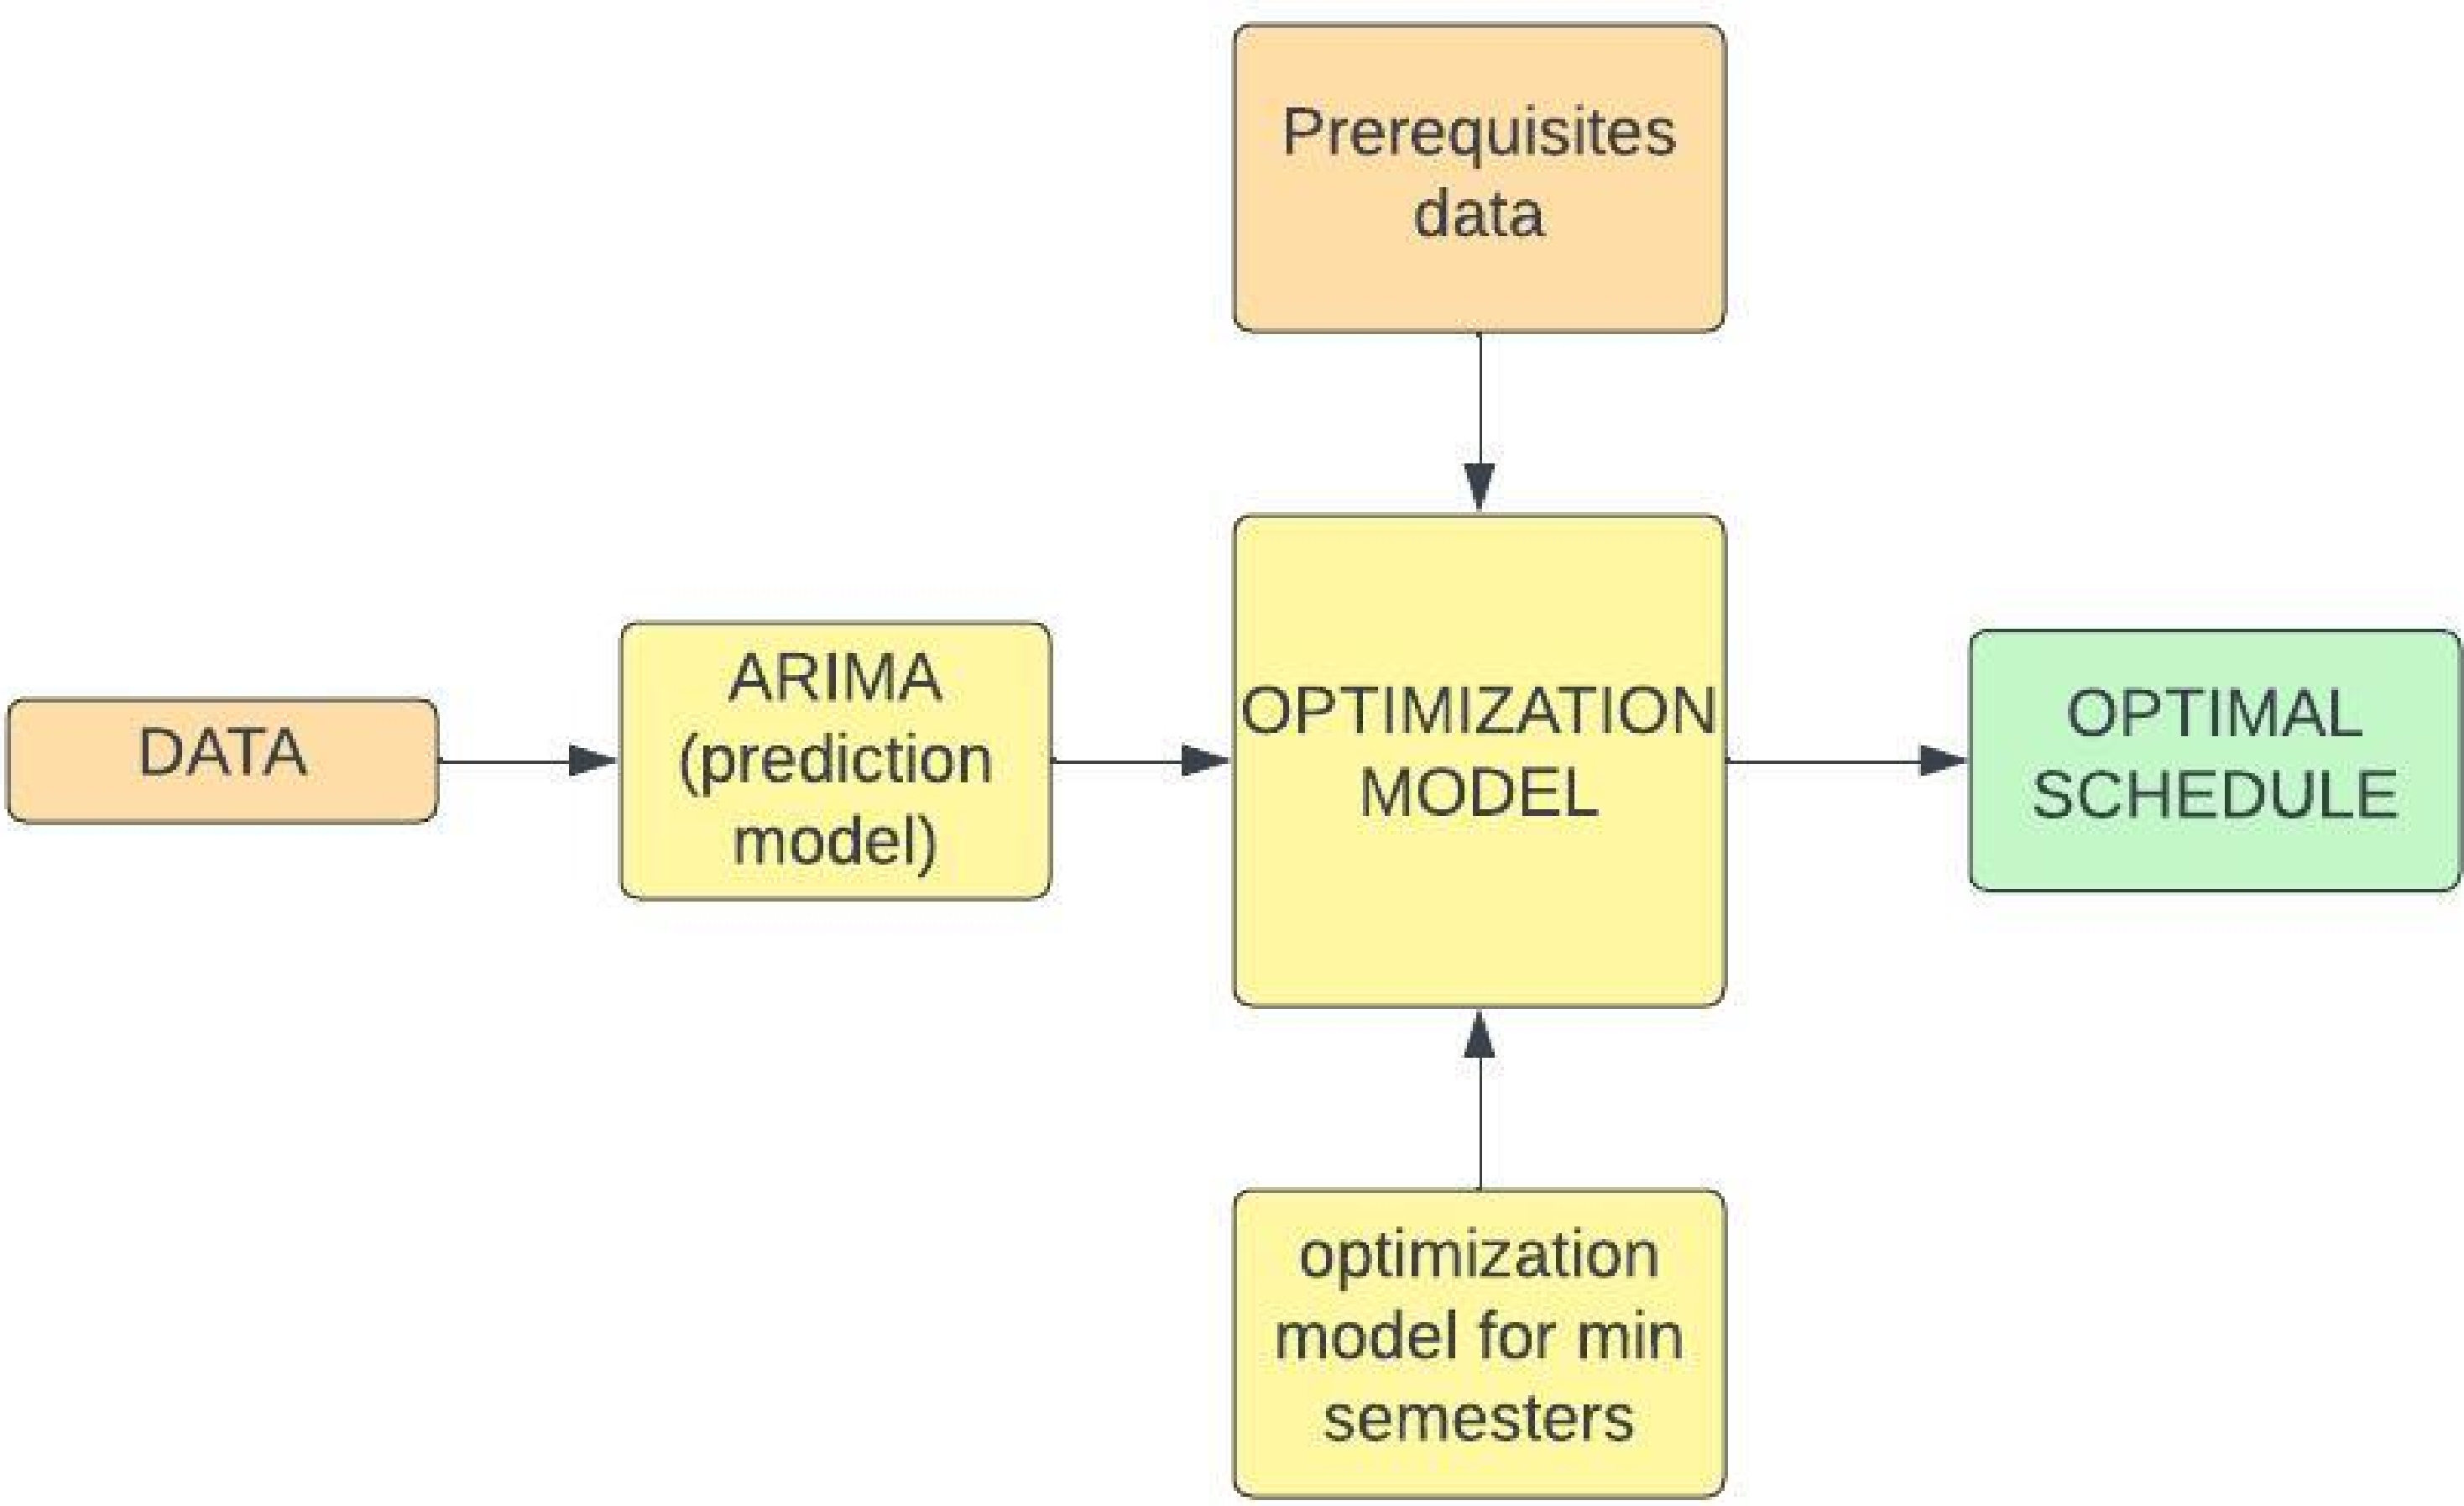 Prerequisites
data
DATA
ARIMA
(prediction
model)
OPTIMIZATION
MODEL
OPTIMAL
SCHEDULE
optimization
model for min
semesters